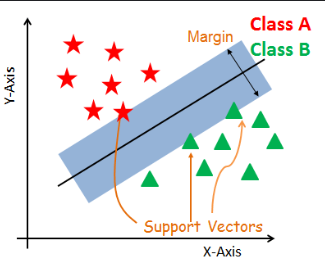 Class A
Margin
Class B
Y-Axis
Support Vectors
X-Axis